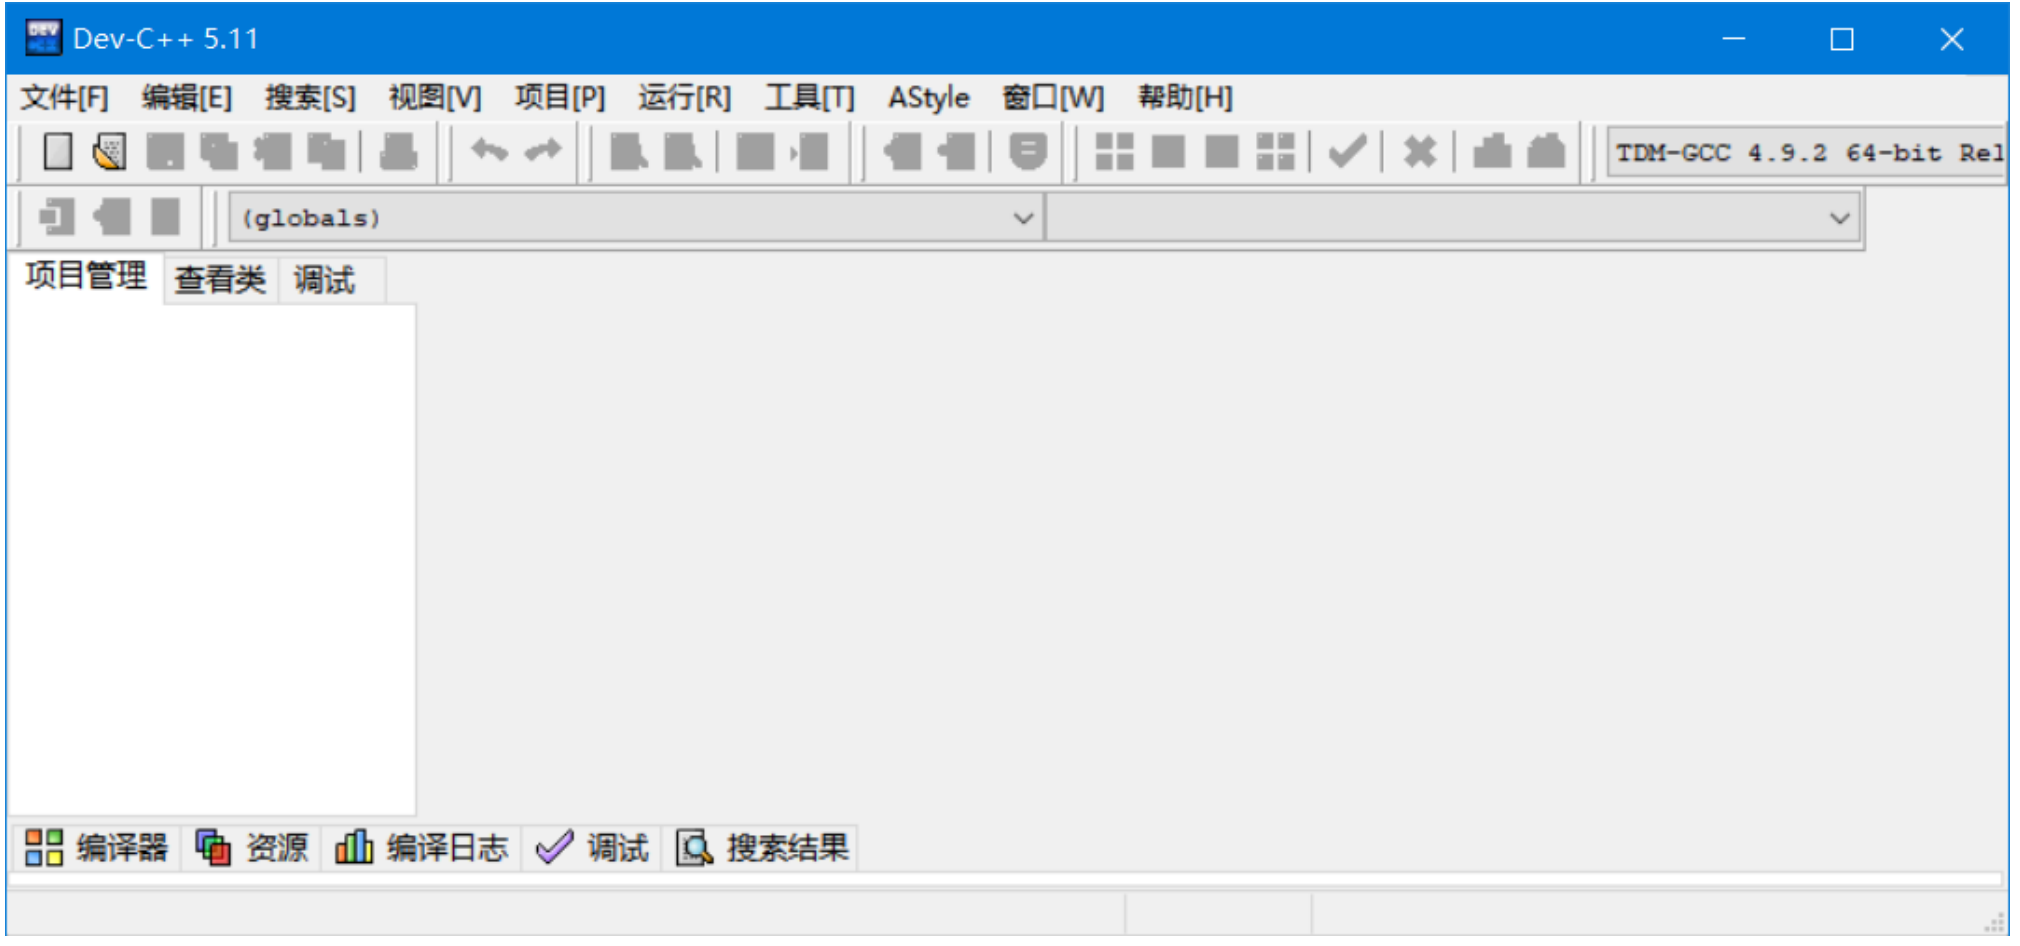 Dev-C++ 5.11
文件[F] 编辑[E] 搜索[S] 视图[V] 项目[P] 运行[R] 工具[T] AStyle 窗口[W] 帮助[H]
TDM-GCC 4.9.2 64-bit Rel
(globals)
项目管理 查看类 调试
编译器 资源 编译日志 调试 搜索结果